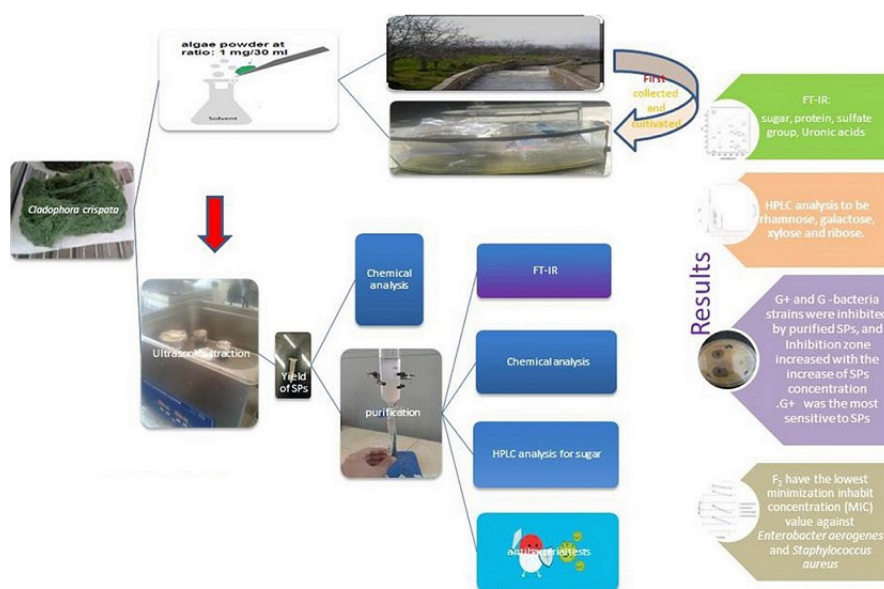 algae powder at
ratio: 1 mg/30 ml
Solvent
First
collected
and
cultivated
Cladophora crispata
Chemical
analysis
Yield
of SPs
purification
FT-IR
Chemical analysis
HPLC analysis for sugar
Results
FT-IR:
sugar, protein, sulfate
group, Uronic acids
HPLC analysis to be
rhamnose, galactose,
xylose and ribose.
G+ and G -bacteria
strains were inhibited
by purified SPs, and
Inhibition zone
increased with the
increase of SPs
concentration
.G+ was the most
sensitive to SPs
F₂ have the lowest
minimization inhabit
concentration (MIC)
value against
Enterobacter aerogenes
and Staphylococcus
aureus